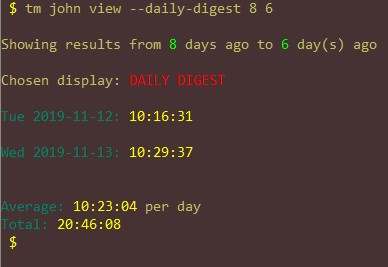 $ tm john view --daily-digest 8 6
Showing results from 8 days ago to 6 day(s) ago
Chosen display: DAILY DIGEST
Tue 2019-11-12: 10:16:31
Wed 2019-11-13: 10:29:37
Average: 10:23:04 per day
Total: 20:46:08
$